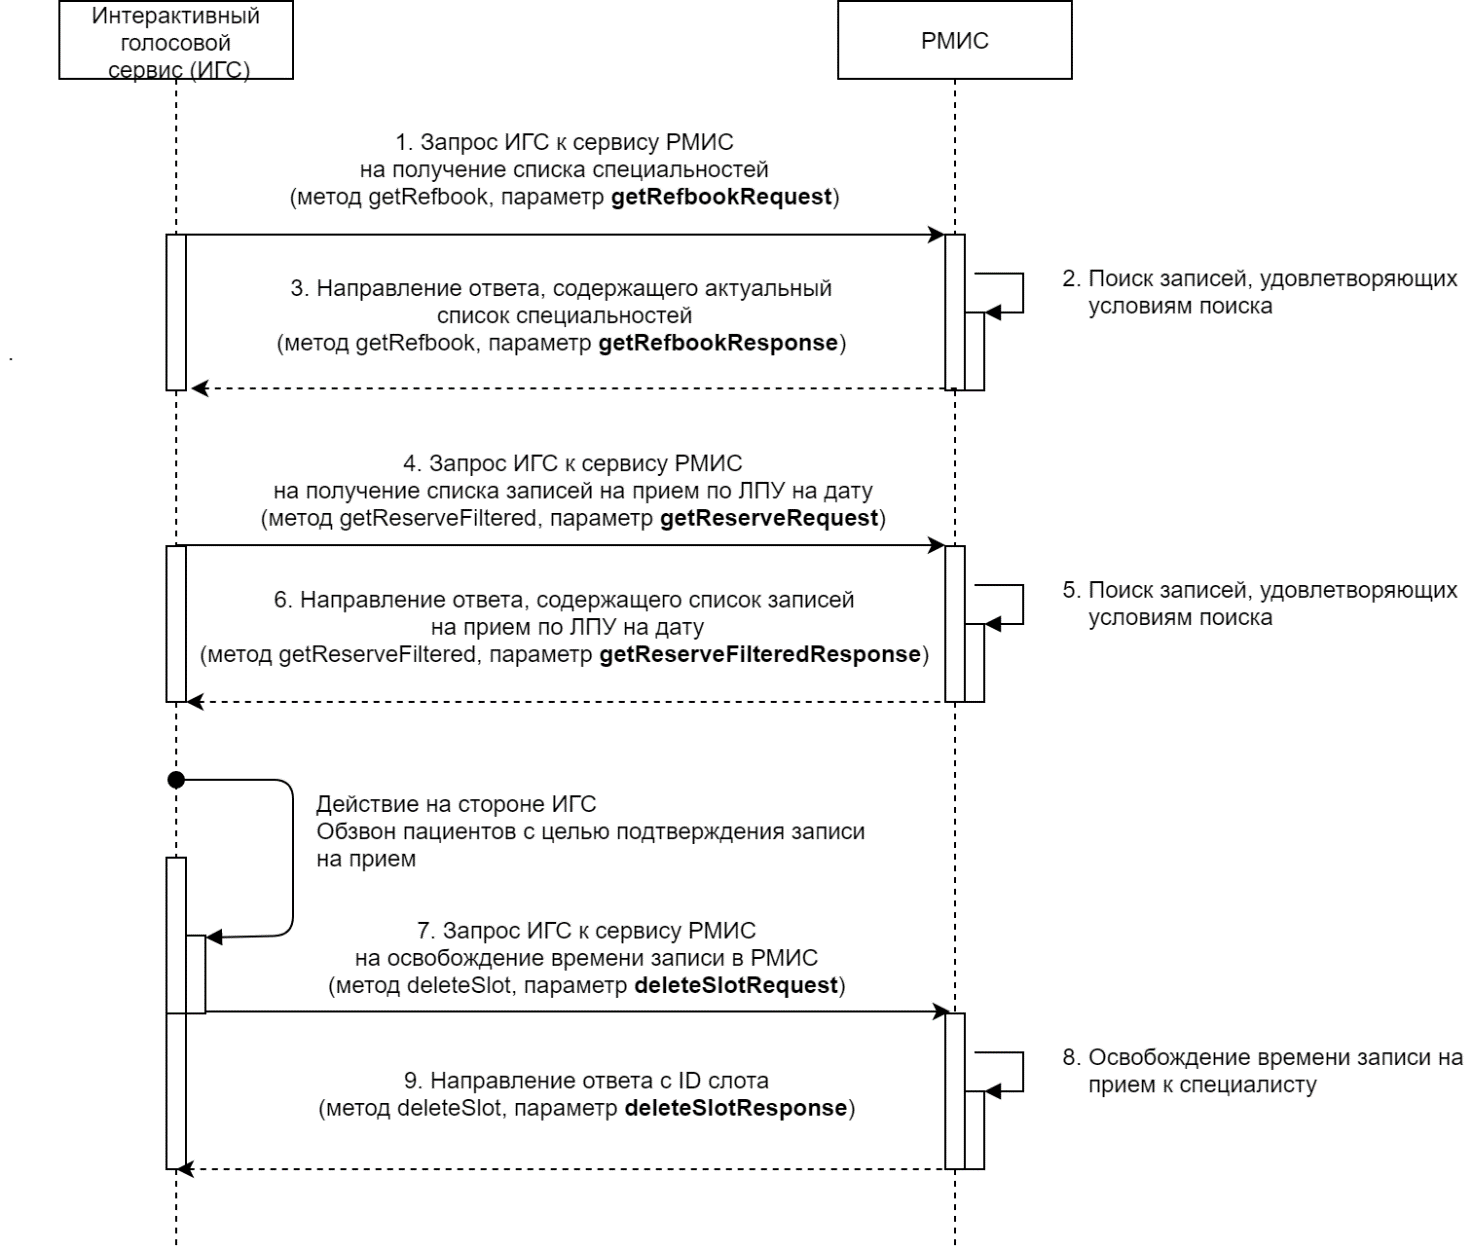 Интерактивный
голосовой
сервис (ИГС)
РМИС
1. Запрос ИГС к сервису РМИС
на получение списка специальностей
(метод getRefbook, параметр getRefbookRequest)
2. Поиск записей, удовлетворяющих
условиям поиска
3. Направление ответа, содержащего актуальный
список специальностей
(метод getRefbook, параметр getRefbookResponse)
4. Запрос ИГС к сервису РМИС
на получение списка записей на прием по ЛПУ на дату
(метод getReserveFiltered, параметр getReserveRequest)
5. Поиск записей, удовлетворяющих
условиям поиска
6. Направление ответа, содержащего список записей
на прием по ЛПУ на дату
(метод getReserveFiltered, параметр getReserveFilteredResponse)
Действие на стороне ИГС
Обзвон пациентов с целью подтверждения записи
на прием
7. Запрос ИГС к сервису РМИС
на освобождение времени записи в РМИС
(метод deleteSlot, параметр deleteSlotRequest)
8. Освобождение времени записи на
прием к специалисту
9. Направление ответа с ID слота
(метод deleteSlot, параметр deleteSlotResponse)